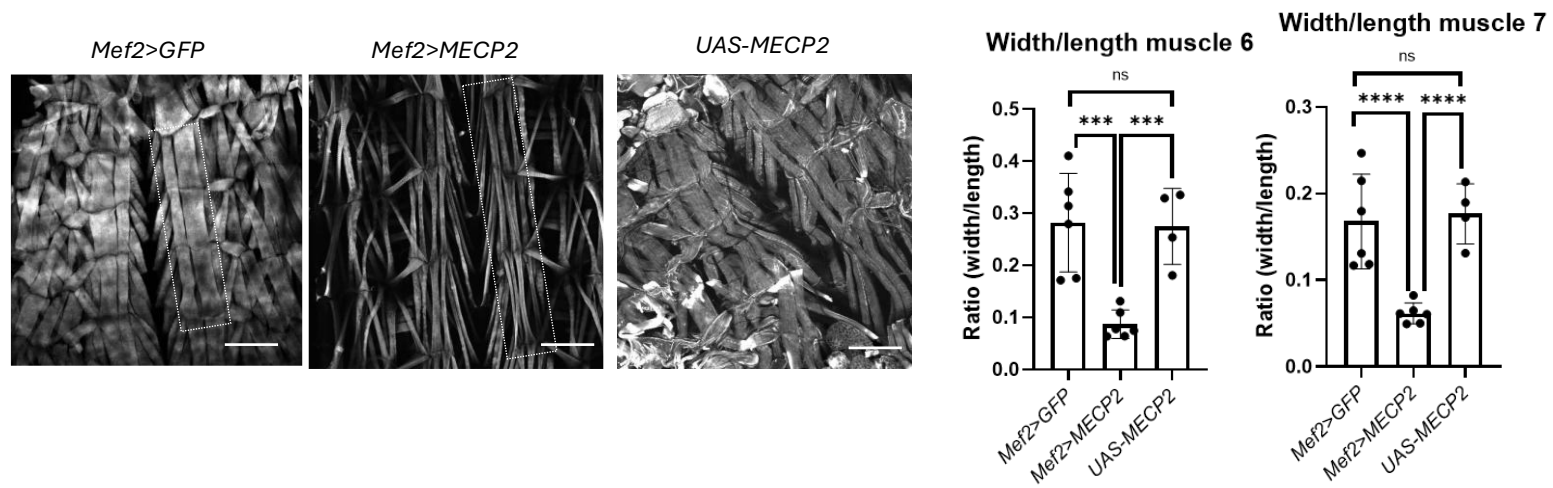 Mef2>GFP
Mef2>MECP2
UAS-MECP2
Width/length muscle 6
ns
*** ***
Ratio (width/length)
0.5
0.4
0.3
0.2
0.1
0.0
Mef2>GFP
Mef2>MECP2
UAS-MECP2
Width/length muscle 7
ns
**** ****
Ratio (width/length)
0.3
0.2
0.1
0.0
Mef2>GFP
Mef2>MECP2
UAS-MECP2